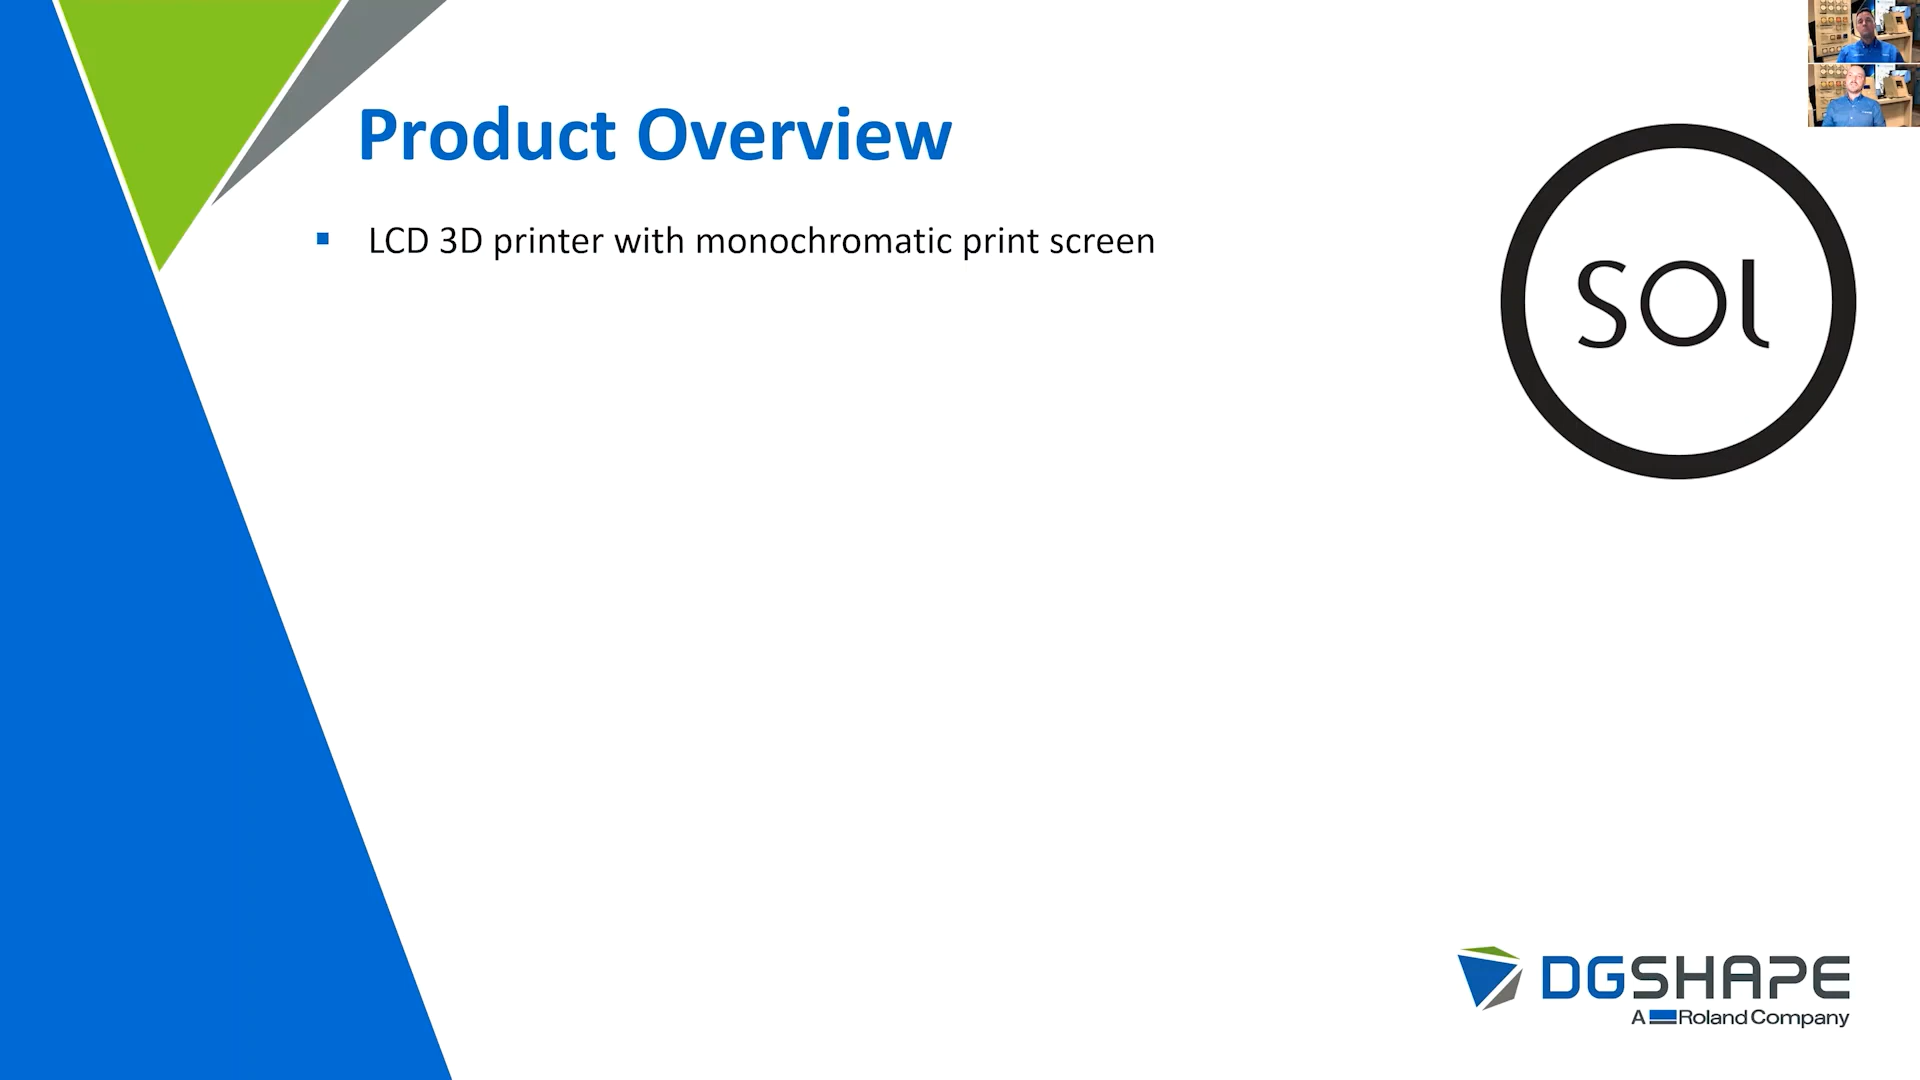 Product Overview
LCD 3D printer with monochromatic print screen
sol
DGSHAPE
A Roland Company